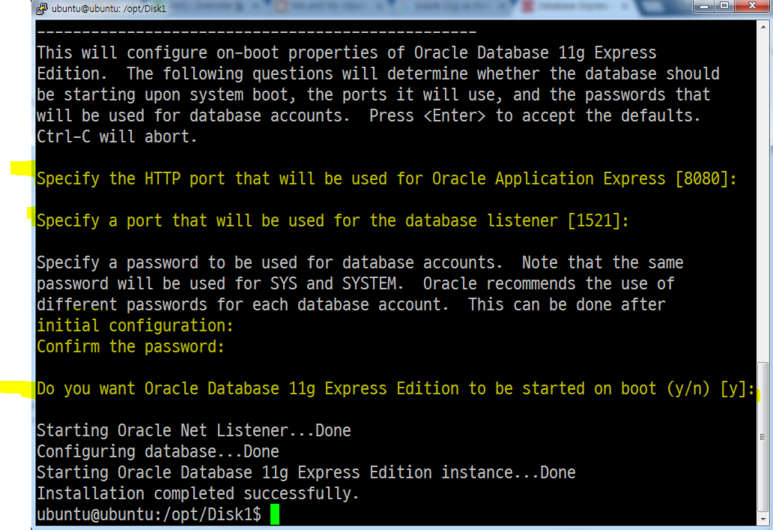 ubuntu@ubuntu: /opt/Disk1
-------------------------------------------------
This will configure on-boot properties of Oracle Database 11g Express
Edition.  The following questions will determine whether the database should
be starting upon system boot, the ports it will use, and the passwords that
will be used for database accounts.  Press <Enter> to accept the defaults.
Ctrl-C will abort.
Specify the HTTP port that will be used for Oracle Application Express [8080]:
Specify a port that will be used for the database listener [1521]:
Specify a password to be used for database accounts.  Note that the same
password will be used for SYS and SYSTEM.  Oracle recommends the use of
different passwords for each database account.  This can be done after
initial configuration:
Confirm the password:
Do you want Oracle Database 11g Express Edition to be started on boot (y/n) [y]:
Starting Oracle Net Listener...Done
Configuring database...Done
Starting Oracle Database 11g Express Edition instance...Done
Installation completed successfully.
ubuntu@ubuntu:/opt/Disk1$